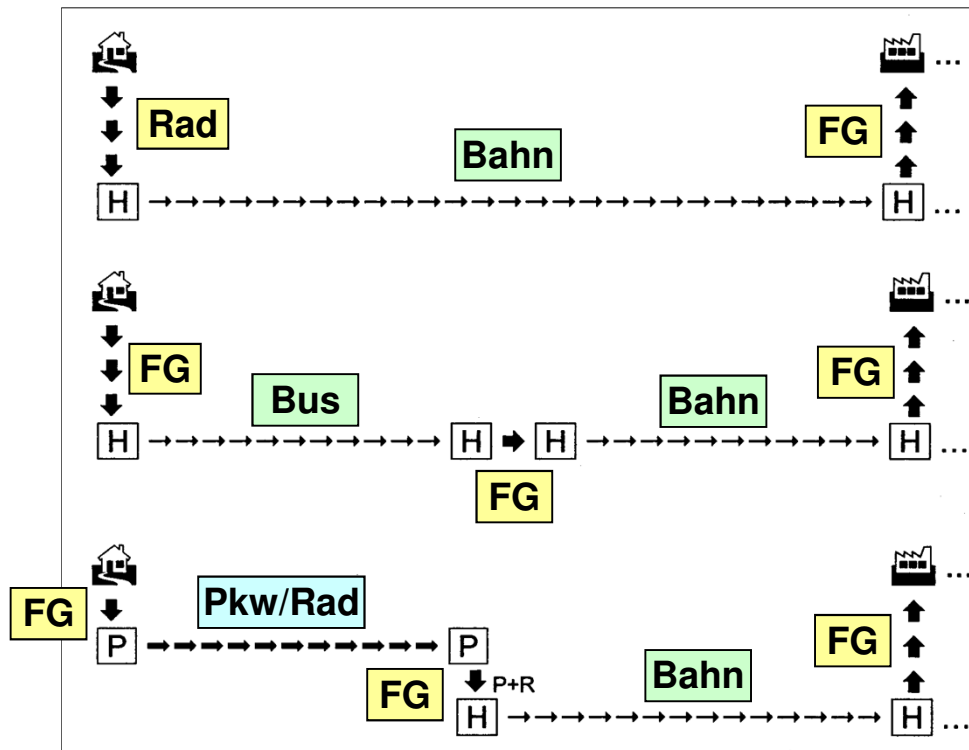 ...
Rad
Bahn
FG
H
H ...
...
FG
Bus
Bahn
FG
H
H
H
H ...
FG
...
FG
Pkw/Rad
FG
P
P
FG
P+R
Bahn
H
H ...